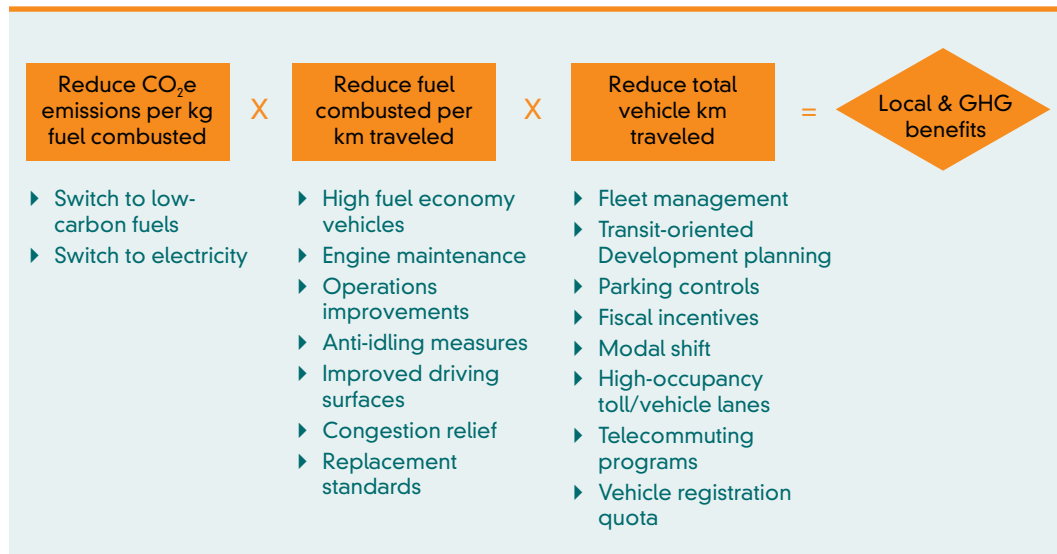 Reduce CO₂e
emissions per kg
fuel combusted
X
Reduce fuel
combusted per
km traveled
X
Reduce total
vehicle km
traveled
=
Local & GHG
benefits
Switch to low-
carbon fuels
Switch to electricity
High fuel economy
vehicles
Engine maintenance
Operations
improvements
Anti-idling measures
Improved driving
surfaces
Congestion relief
Replacement
standards
Fleet management
Transit-oriented
Development planning
Parking controls
Fiscal incentives
Modal shift
High-occupancy
toll/vehicle lanes
Telecommuting
programs
Vehicle registration
quota